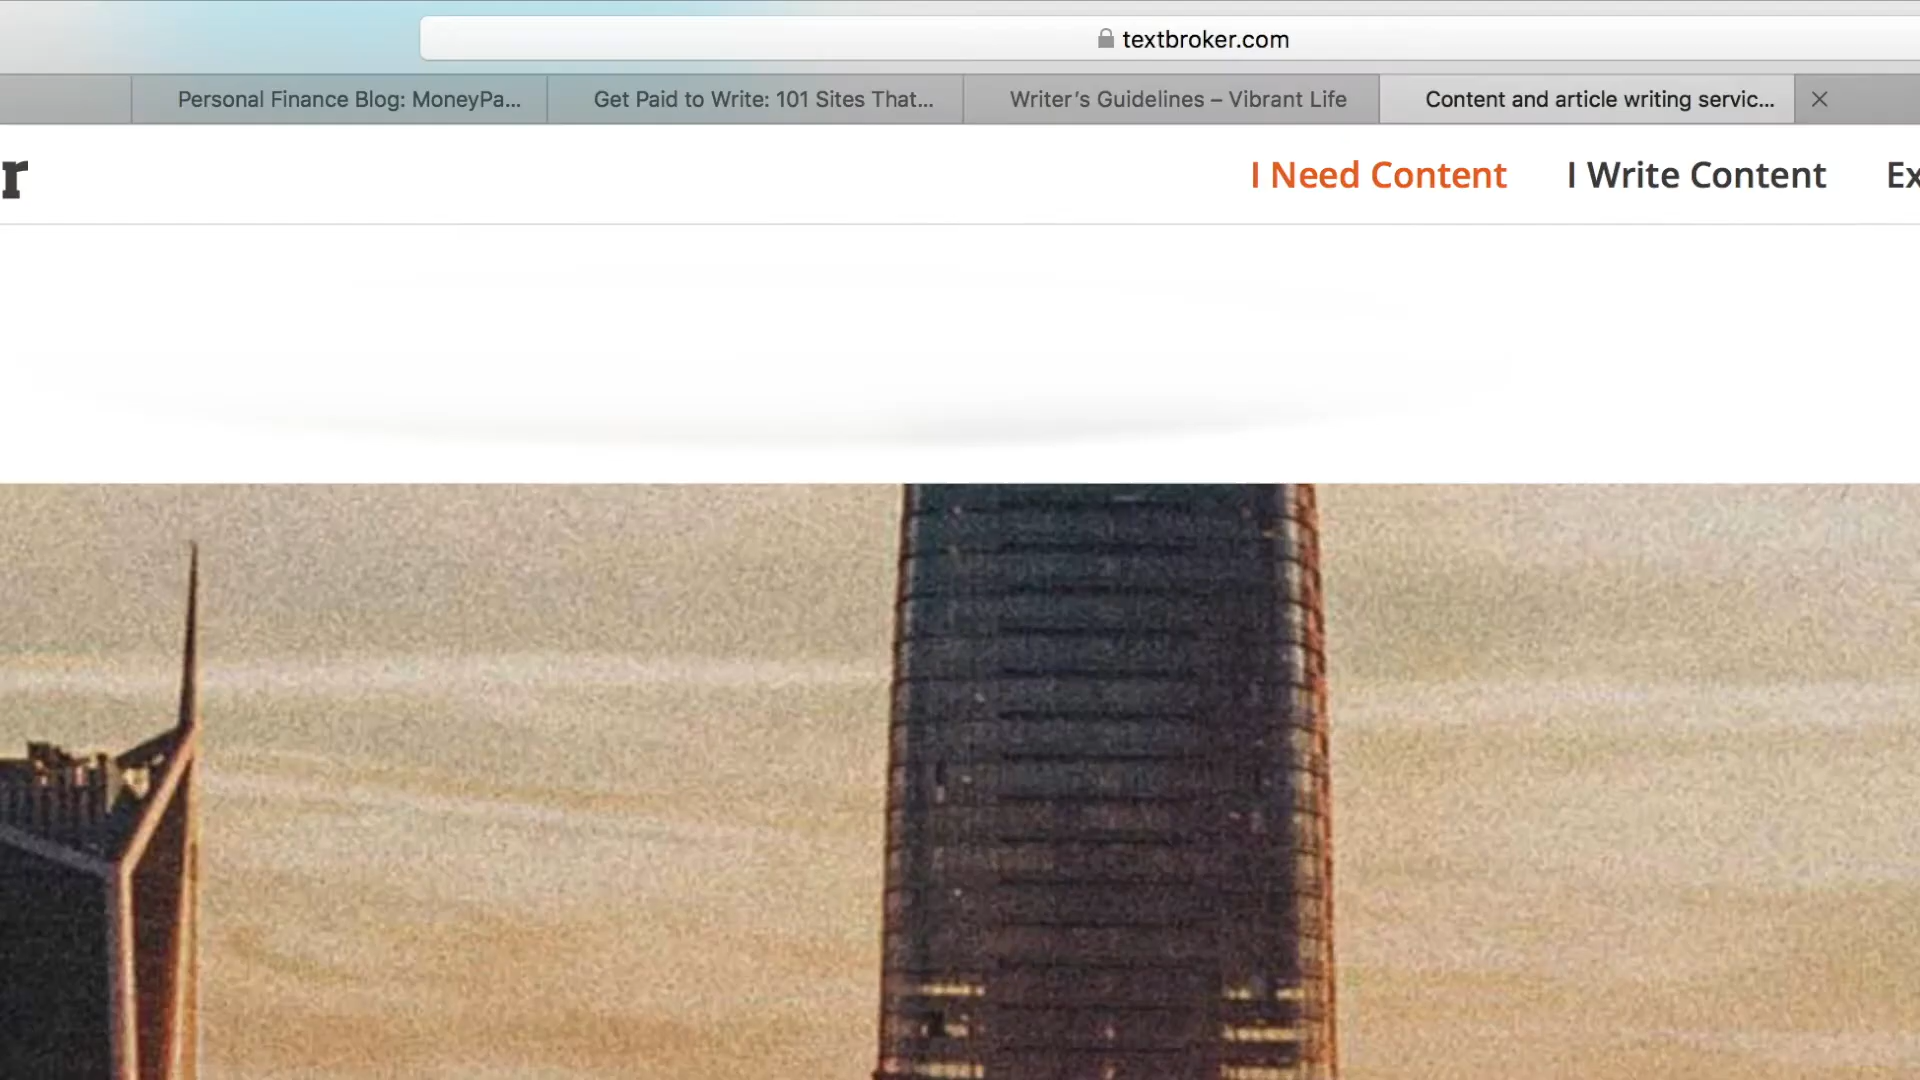 textbroker.com
Personal Finance Blog: MoneyPa...
Get Paid to Write: 101 Sites That...
Writer's Guidelines – Vibrant Life
Content and article writing servic...
r
I Need Content
I Write Content
Ex